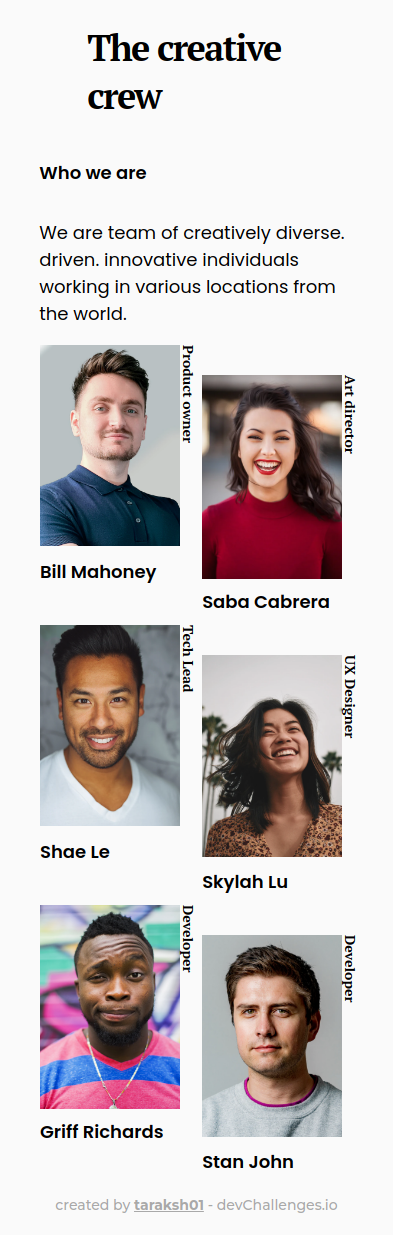 The creative
crew
Who we are
We are team of creatively diverse.
driven. innovative individuals
working in various locations from
the world.
Product owner
Bill Mahoney
Art director
Saba Cabrera
Tech Lead
Shae Le
UX Designer
Skylah Lu
Developer
Griff Richards
Developer
Stan John
created by taraksh01 - devChallenges.io